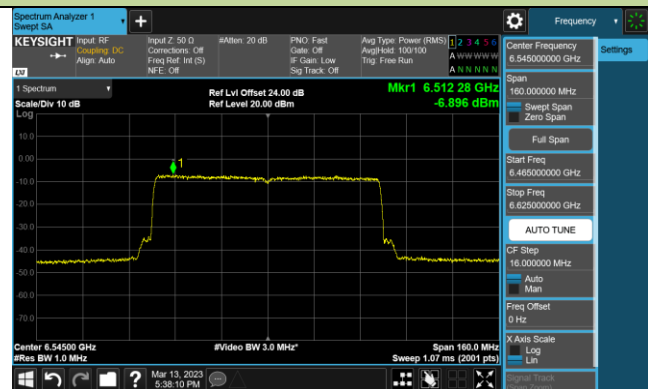 Spectrum Analyzer 1
Swept SA
+
Frequency
KEYSIGHT
Input: RF
Coupling: DC
Align: Auto
Input Z: 50 Ω
Corrections: Off
Freq Ref: Int (S)
NFE: Off
#Atten: 20 dB
PNO: Fast
Gate: Off
IF Gain: Low
Sig Track: Off
Avg Type: Power (RMS)
Avg|Hold: 100/100
Trig: Free Run
1 2 3 4 5 6
A W W W W W
A N N N N N
LXI
1 Spectrum
Scale/Div 10 dB
Ref Lvl Offset 24.00 dB
Ref Level 20.00 dBm
Mkr1 6.512 28 GHz
-6.896 dBm
Log
10.0
0.00
-10.0
-20.0
-30.0
-40.0
-50.0
-60.0
-70.0
1
Center 6.54500 GHz
#Res BW 1.0 MHz
#Video BW 3.0 MHz*
Span 160.0 MHz
Sweep 1.07 ms (2001 pts)
Mar 13, 2023
5:38:10 PM
Center Frequency
6.545000000 GHz
Span
160.000000 MHz
Swept Span
Zero Span
Full Span
Start Freq
6.465000000 GHz
Stop Freq
6.625000000 GHz
AUTO TUNE
CF Step
16.000000 MHz
Auto
Man
Freq Offset
0 Hz
X Axis Scale
Log
Lin
Signal Track
Settings